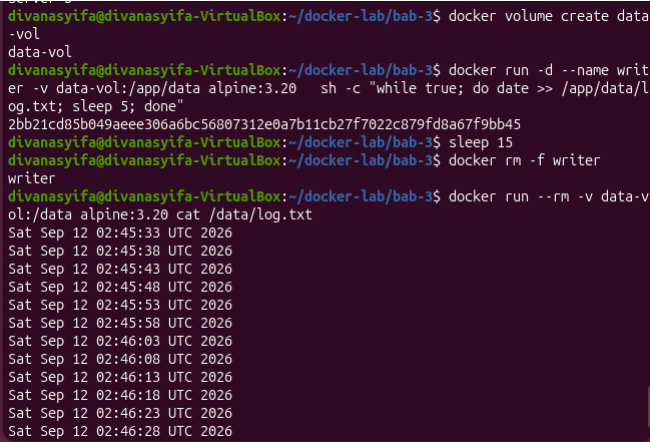 divanasyifa@divanasyifa-VirtualBox:~/docker-lab/bab-3$ docker volume create data
-vol
data-vol
divanasyifa@divanasyifa-VirtualBox:~/docker-lab/bab-3$ docker run -d --name writ
er -v data-vol:/app/data alpine:3.20   sh -c "while true; do date >> /app/data/l
og.txt; sleep 5; done"
2bb21cd85b049aeee306a6bc56807312e0a7b11cb27f7022c879fd8a67f9bb45
divanasyifa@divanasyifa-VirtualBox:~/docker-lab/bab-3$ sleep 15
divanasyifa@divanasyifa-VirtualBox:~/docker-lab/bab-3$ docker rm -f writer
writer
divanasyifa@divanasyifa-VirtualBox:~/docker-lab/bab-3$ docker run --rm -v data-v
ol:/data alpine:3.20 cat /data/log.txt
Sat Sep 12 02:45:33 UTC 2026
Sat Sep 12 02:45:38 UTC 2026
Sat Sep 12 02:45:43 UTC 2026
Sat Sep 12 02:45:48 UTC 2026
Sat Sep 12 02:45:53 UTC 2026
Sat Sep 12 02:45:58 UTC 2026
Sat Sep 12 02:46:03 UTC 2026
Sat Sep 12 02:46:08 UTC 2026
Sat Sep 12 02:46:13 UTC 2026
Sat Sep 12 02:46:18 UTC 2026
Sat Sep 12 02:46:23 UTC 2026
Sat Sep 12 02:46:28 UTC 2026